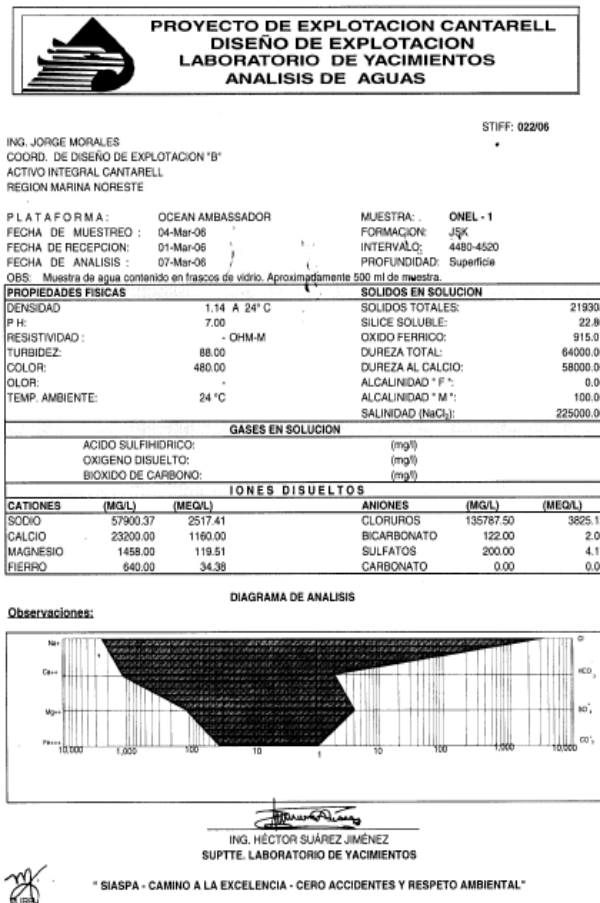 PROYECTO DE EXPLOTACION CANTARELL
DISEÑO DE EXPLOTACION
LABORATORIO DE YACIMIENTOS
ANALISIS DE AGUAS
STIFF: 022/06
ING. JORGE MORALES
COORD. DE DISEÑO DE EXPLOTACION "B"
ACTIVO INTEGRAL CANTARELL
REGION MARINA NORESTE
PLATAFORMA: OCEAN AMBASSADOR MUESTRA: . ONEL - 1
FECHA DE MUESTREO : 04-Mar-06 FORMACION: JSK
FECHA DE RECEPCION: 01-Mar-06 INTERVALO: 4480-4520
FECHA DE ANALISIS : 07-Mar-06 PROFUNDIDAD: Superficie
OBS: Muestra de agua contenido en frascos de vidrio. Aproximadamente 500 ml de muestra.
PROPIEDADES FISICAS SOLIDOS EN SOLUCION
DENSIDAD 1.14 A 24° C SOLIDOS TOTALES: 21930
P H: 7.00 SILICE SOLUBLE: 22.8
RESISTIVIDAD : - OHM-M OXIDO FERRICO: 915.0
TURBIDEZ: 88.00 DUREZA TOTAL: 64000.0
COLOR: 480.00 DUREZA AL CALCIO: 58000.0
OLOR: - ALCALINIDAD " F ": 0.0
TEMP. AMBIENTE: 24 °C ALCALINIDAD " M ": 100.0
SALINIDAD (NaCl₂): 225000.0
GASES EN SOLUCION
ACIDO SULFIHIDRICO: (mg/l)
OXIGENO DISUELTO: (mg/l)
BIOXIDO DE CARBONO: (mg/l)
IONES DISUELTOS
CATIONES (MG/L) (MEQ/L) ANIONES (MG/L) (MEQ/L)
SODIO 57900.37 2517.41 CLORUROS 135787.50 3825.1
CALCIO 23200.00 1160.00 BICARBONATO 122.00 2.0
MAGNESIO 1458.00 119.51 SULFATOS 200.00 4.1
FIERRO 640.00 34.38 CARBONATO 0.00 0.0
DIAGRAMA DE ANALISIS
Observaciones:
Na+ Cl
Ca++ HCO₃
Mg++ SO⁼₄
Fe+++ CO⁼₃
10,000 1,000 100 10 1 10 100 1,000 10,000
ING. HÉCTOR SUÁREZ JIMÉNEZ
SUPTTE. LABORATORIO DE YACIMIENTOS
" SIASPA - CAMINO A LA EXCELENCIA - CERO ACCIDENTES Y RESPETO AMBIENTAL"